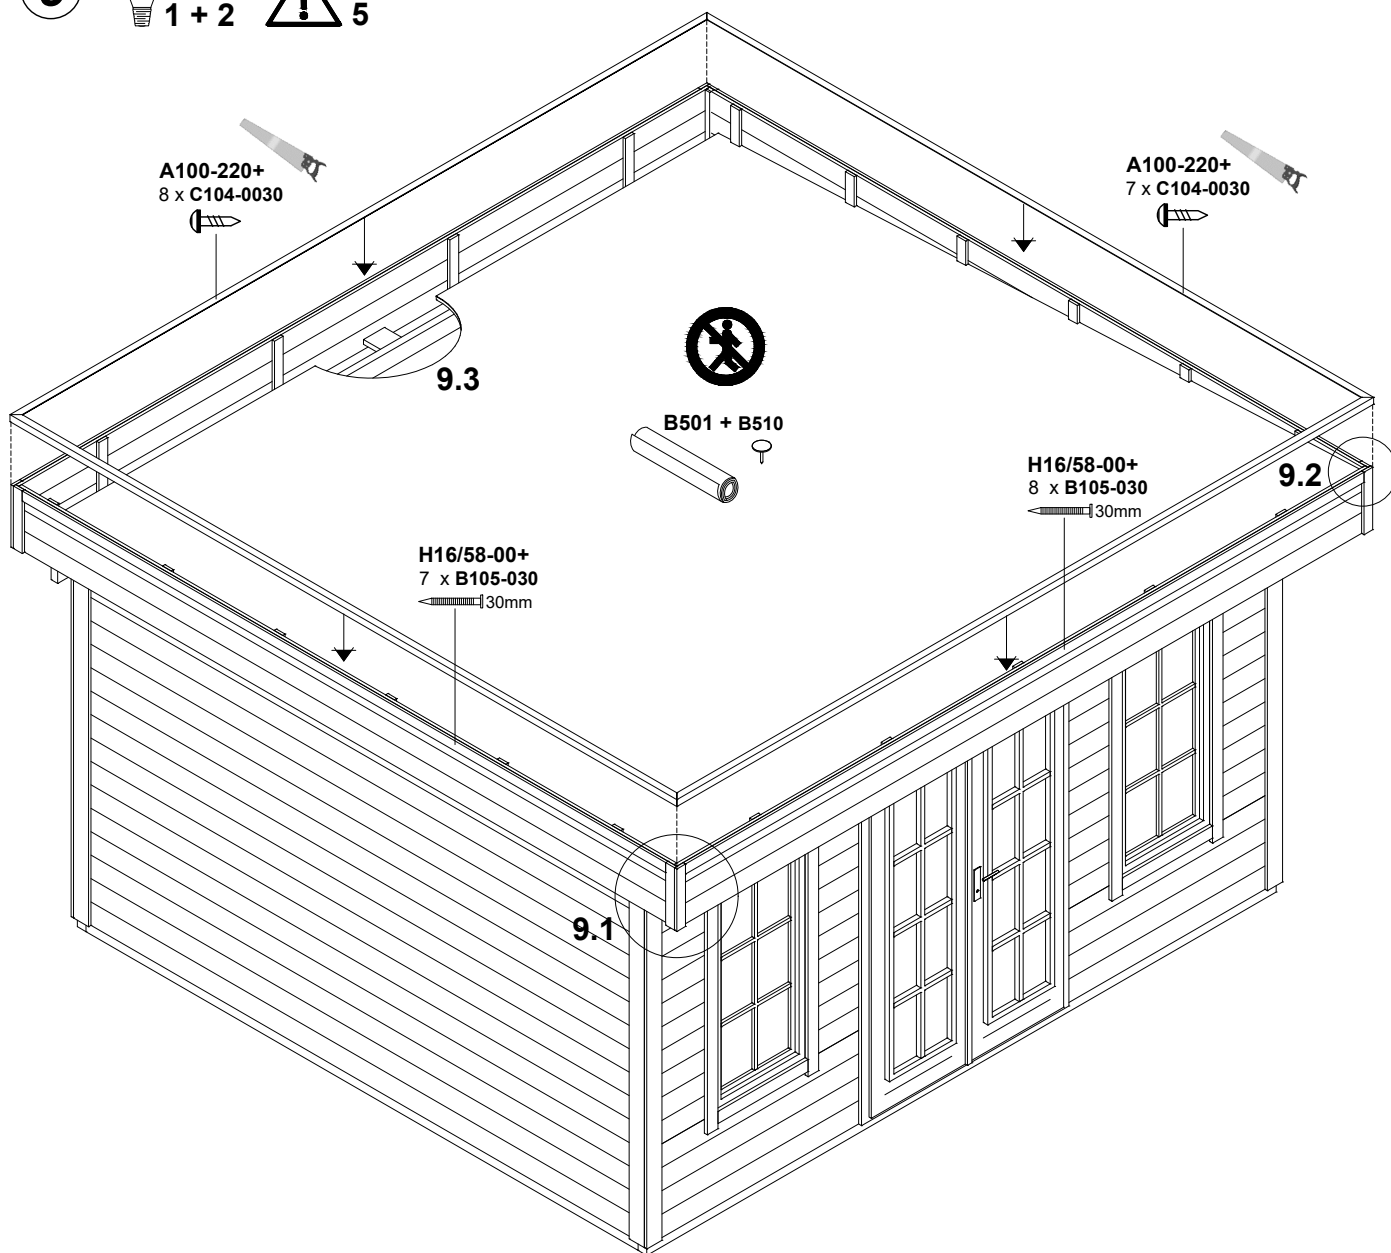 1 + 2
5
A100-220+
8 x C104-0030
A100-220+
7 x C104-0030
9.3
B501 + B510
H16/58-00+
8 x B105-030
30mm
9.2
H16/58-00+
7 x B105-030
30mm
9.1